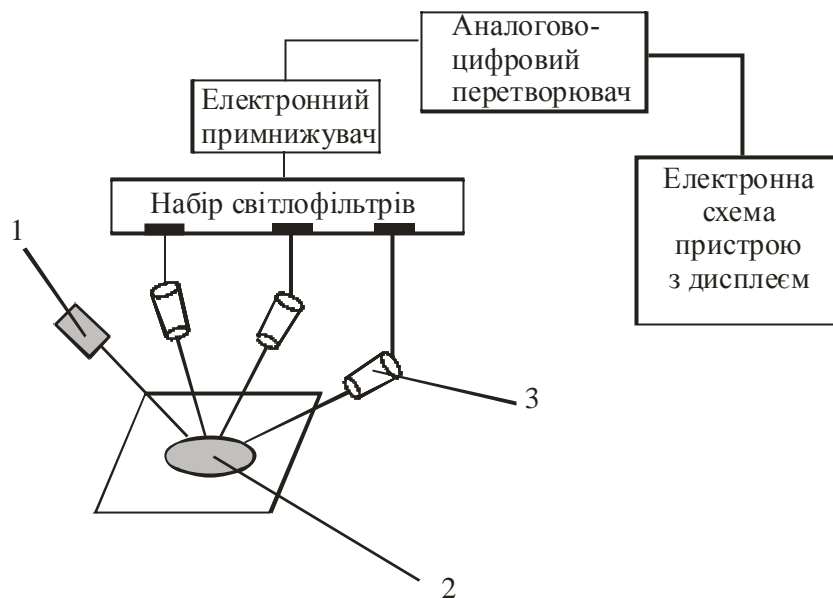 Аналогово-
цифровий
перетворювач
Електронний
примнижувач
Набір світлофільтрів
Електронна
схема
пристрою
з дисплеєм
1
3
2